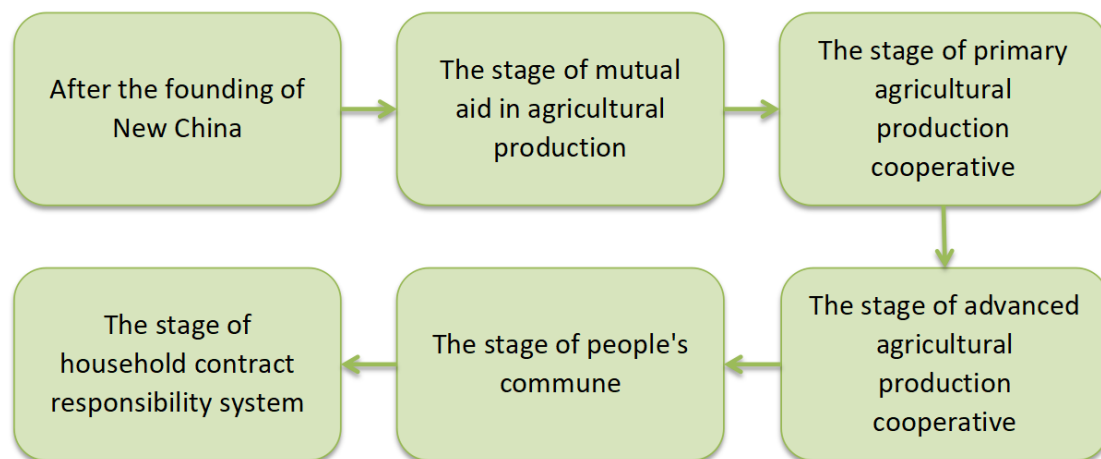 After the founding of
New China
The stage of mutual
aid in agricultural
production
The stage of primary
agricultural
production
cooperative
The stage of advanced
agricultural
production
cooperative
The stage of people's
commune
The stage of
household contract
responsibility system